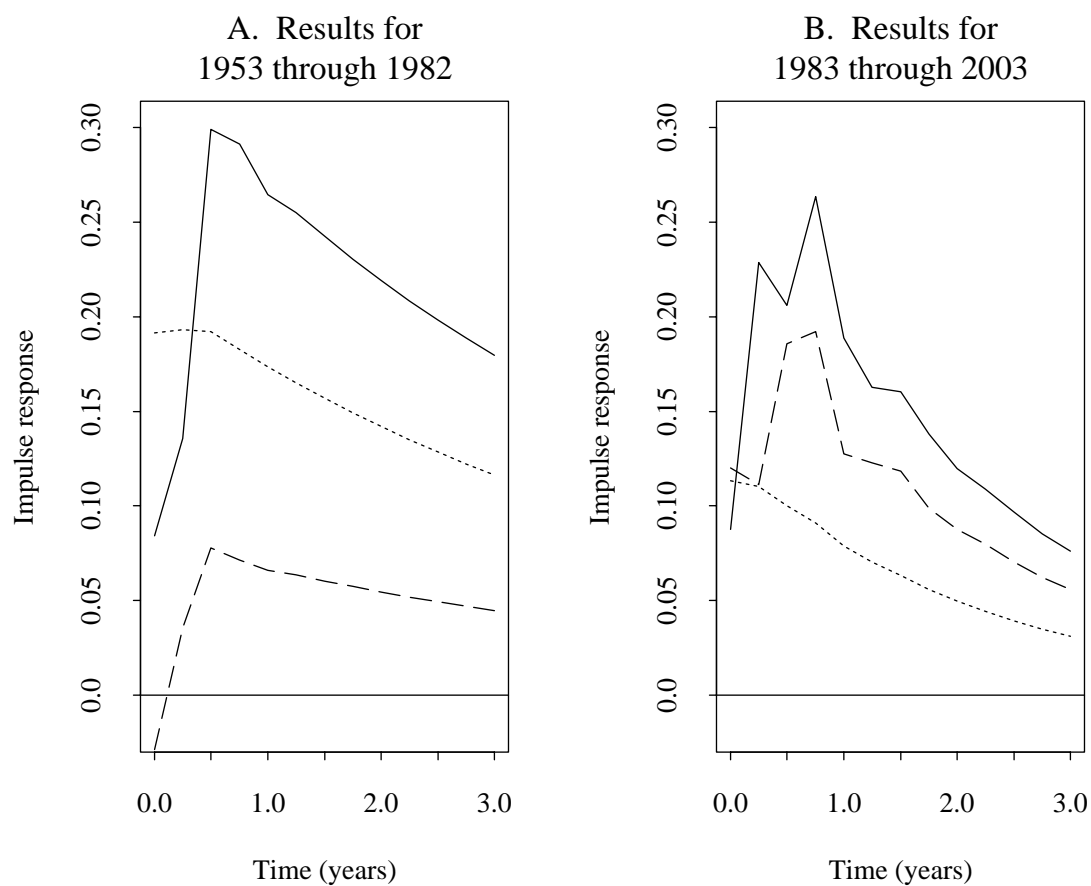 A. Results for
1953 through 1982
0.30
0.25
0.20
0.15
0.10
0.05
0.0
Impulse response
0.0 1.0 2.0 3.0
Time (years)
B. Results for
1983 through 2003
0.30
0.25
0.20
0.15
0.10
0.05
0.0
Impulse response
0.0 1.0 2.0 3.0
Time (years)